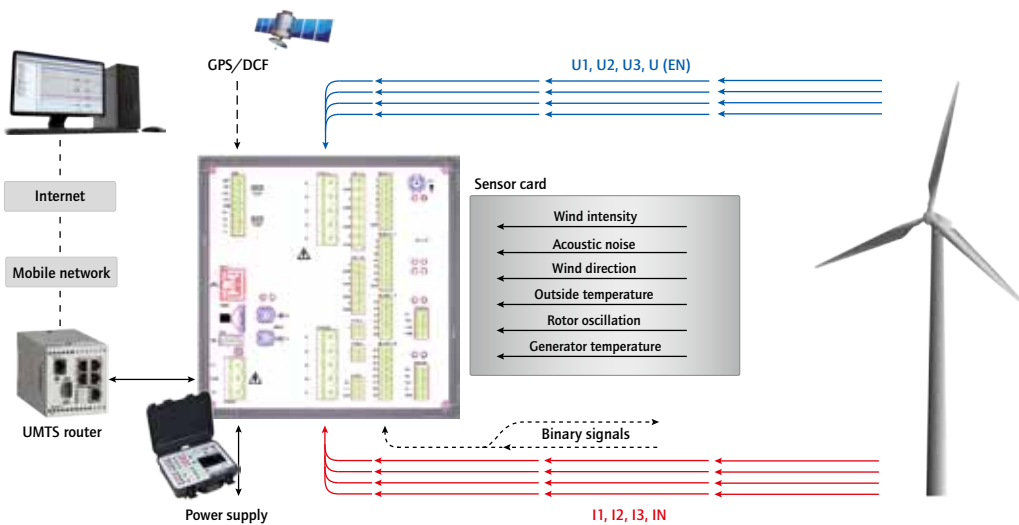 GPS/DCF
U1, U2, U3, U (EN)
Internet
Mobile network
UMTS router
Power supply
Sensor card
Wind intensity
Acoustic noise
Wind direction
Outside temperature
Rotor oscillation
Generator temperature
Binary signals
I1, I2, I3, IN